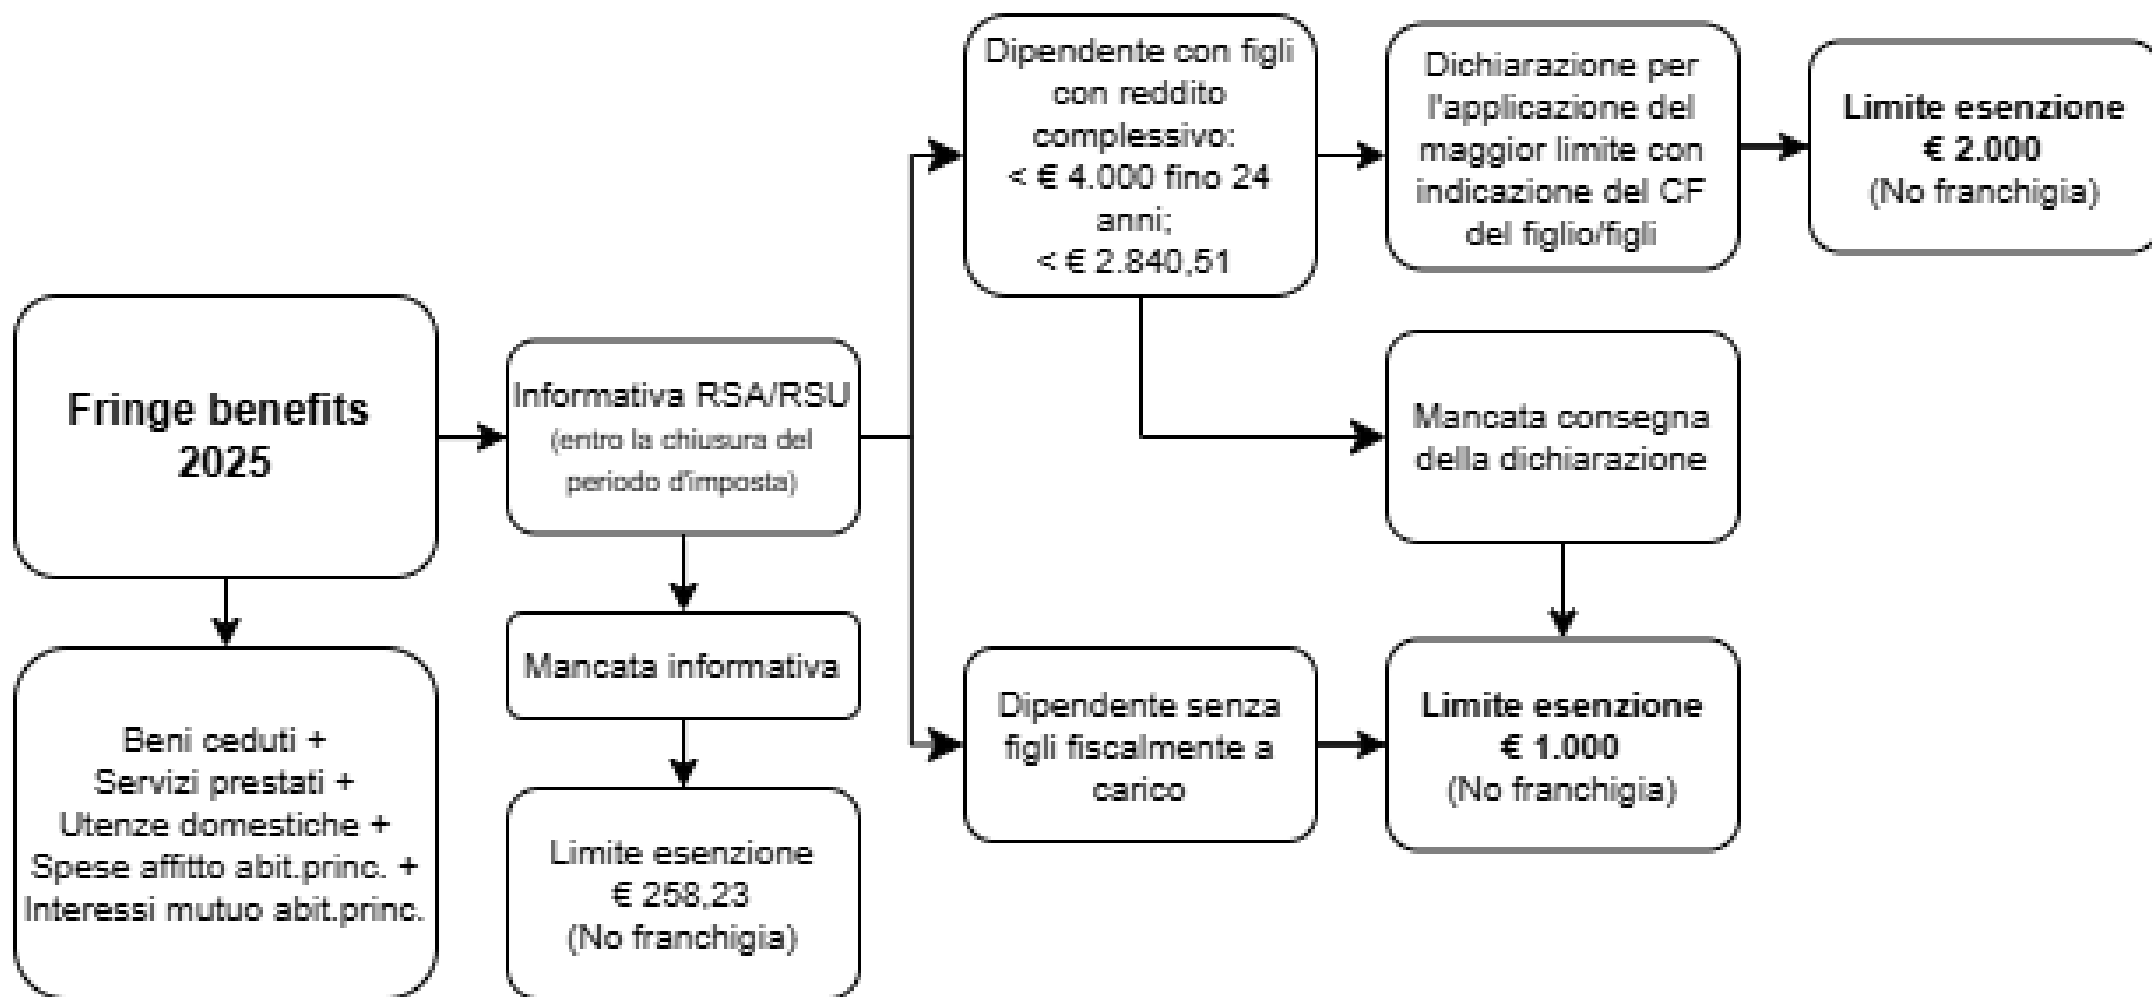 Fringe benefits
2025
Beni ceduti +
Servizi prestati +
Utenze domestiche +
Spese affitto abit.princ. +
Interessi mutuo abit.princ.
Informativa RSA/RSU
(entro la chiusura del
periodo d'imposta)
Mancata informativa
Limite esenzione
€ 258,23
(No franchigia)
Dipendente con figli
con reddito
complessivo:
< € 4.000 fino 24
anni;
< € 2.840,51
Dichiarazione per
l'applicazione del
maggior limite con
indicazione del CF
del figlio/figli
Limite esenzione
€ 2.000
(No franchigia)
Mancata consegna
della dichiarazione
Dipendente senza
figli fiscalmente a
carico
Limite esenzione
€ 1.000
(No franchigia)